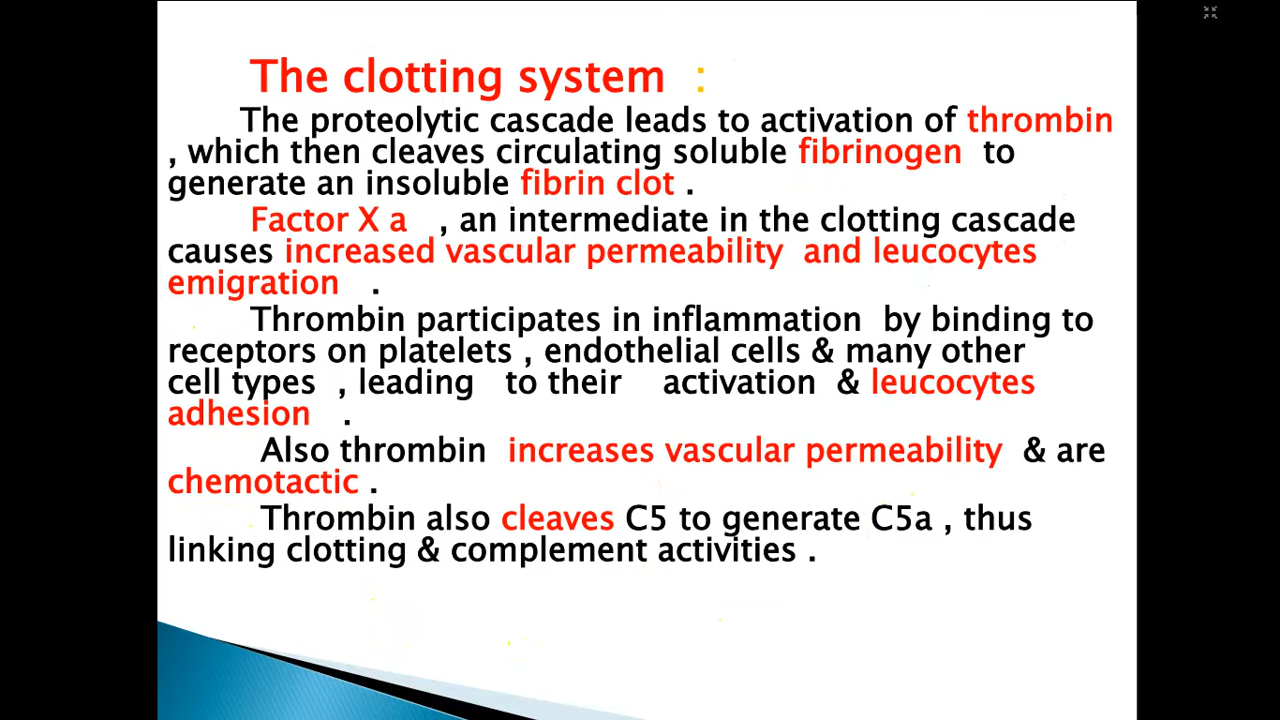 The clotting system :
The proteolytic cascade leads to activation of thrombin
, which then cleaves circulating soluble fibrinogen to
generate an insoluble fibrin clot .
Factor X a , an intermediate in the clotting cascade
causes increased vascular permeability and leucocytes
emigration .
Thrombin participates in inflammation by binding to
receptors on platelets , endothelial cells & many other
cell types , leading to their activation & leucocytes
adhesion .
Also thrombin increases vascular permeability & are
chemotactic .
Thrombin also cleaves C5 to generate C5a , thus
linking clotting & complement activities .